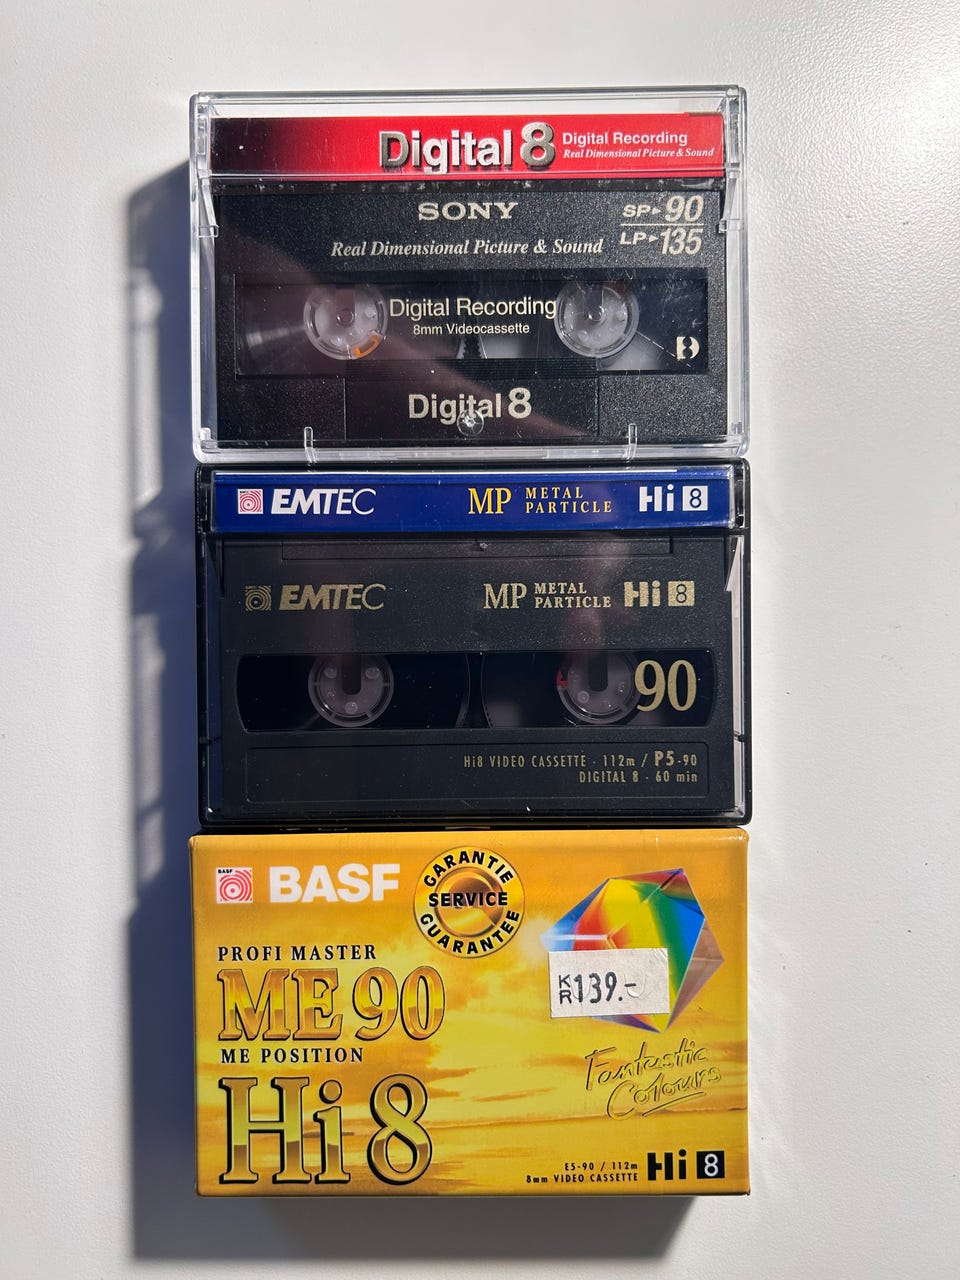 Digital 8 Digital Recording
Real Dimensional Picture & Sound
SONY
SP▸90
LP▸135
Real Dimensional Picture & Sound
Digital Recording
8mm Videocassette
8
Digital 8
EMTEC MP METAL PARTICLE Hi 8
EMTEC MP METAL PARTICLE Hi 8
90
Hi8 VIDEO CASSETTE · 112m / P5-90
DIGITAL 8 · 60 min
BASF BASF
GARANTIE
SERVICE
GUARANTEE
PROFI MASTER
ME 90
KR139.-
ME POSITION
Hi 8
Fantastic
Colours
E5-90 / 112m
8mm VIDEO CASSETTE
Hi 8